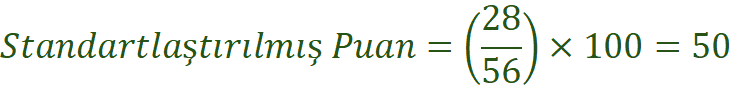 Standartlaştırılmış Puan = (28/56) × 100 = 50